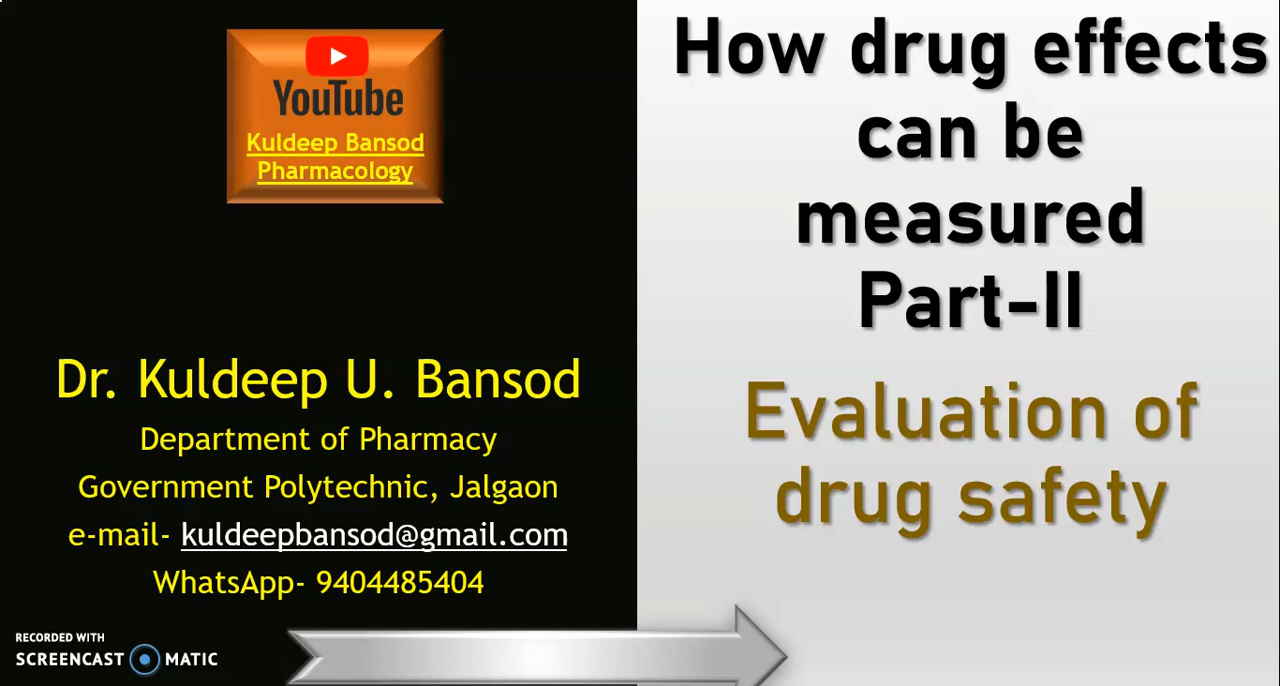 YouTube
Kuldeep Bansod
Pharmacology
Dr. Kuldeep U. Bansod
Department of Pharmacy
Government Polytechnic, Jalgaon
e-mail- kuldeepbansod@gmail.com
WhatsApp- 9404485404
RECORDED WITH
SCREENCAST MATIC
How drug effects
can be
measured
Part-II
Evaluation of
drug safety